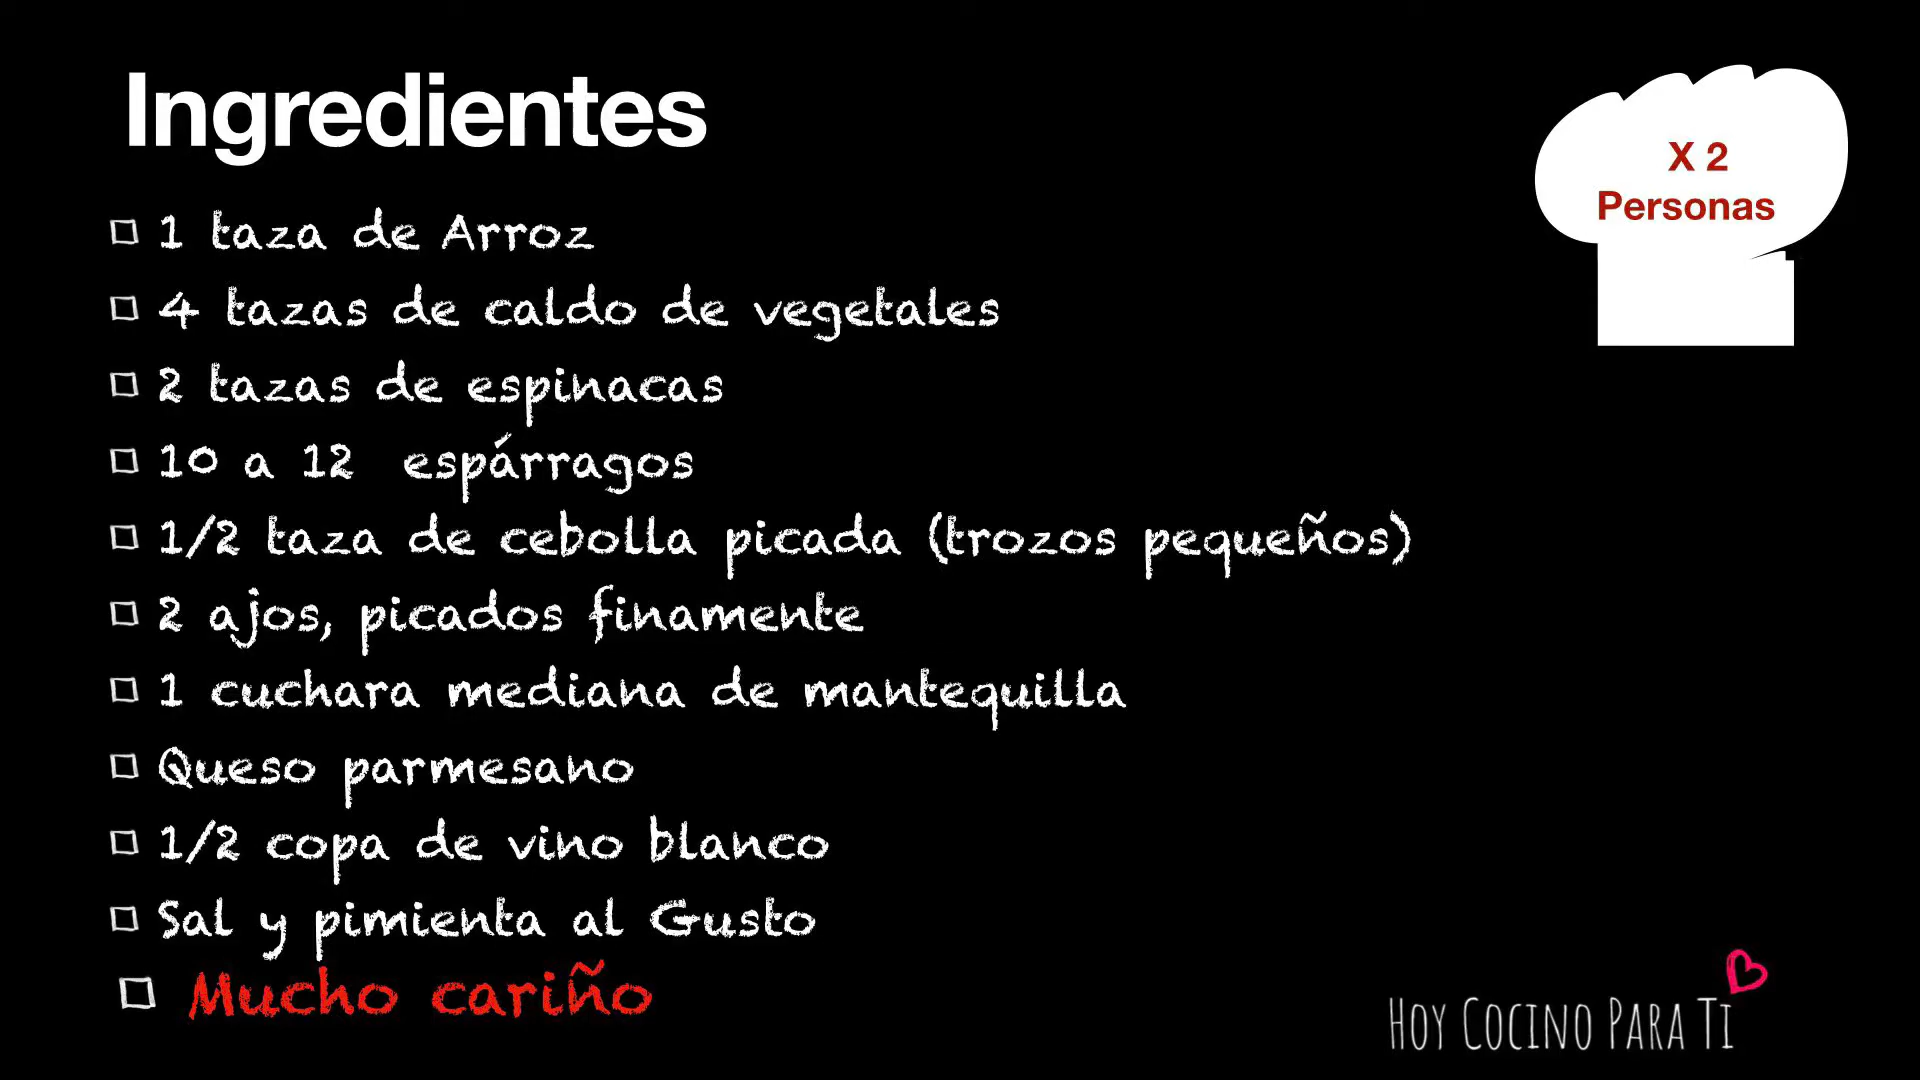 Ingredientes
X 2
Personas
1 taza de Arroz
4 tazas de caldo de vegetales
2 tazas de espinacas
10 a 12 espárragos
1/2 taza de cebolla picada (trozos pequeños)
2 ajos, picados finamente
1 cuchara mediana de mantequilla
Queso parmesano
1/2 copa de vino blanco
Sal y pimienta al Gusto
Mucho cariño
Hoy Cocino Para Ti